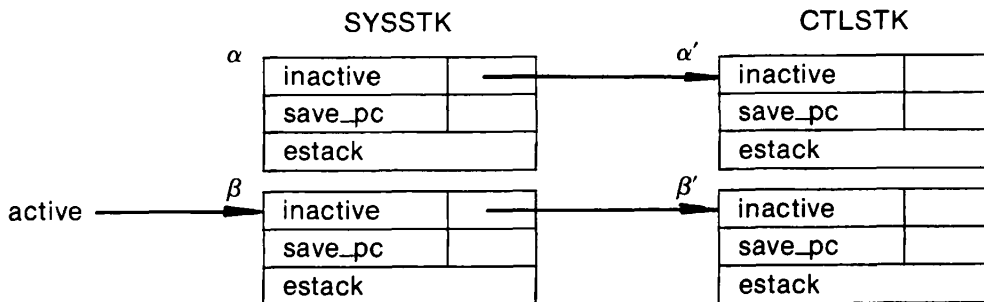 SYSSTK CTLSTK
α α′
inactive inactive
save_pc save_pc
estack estack
active β β′
inactive inactive
save_pc save_pc
estack estack